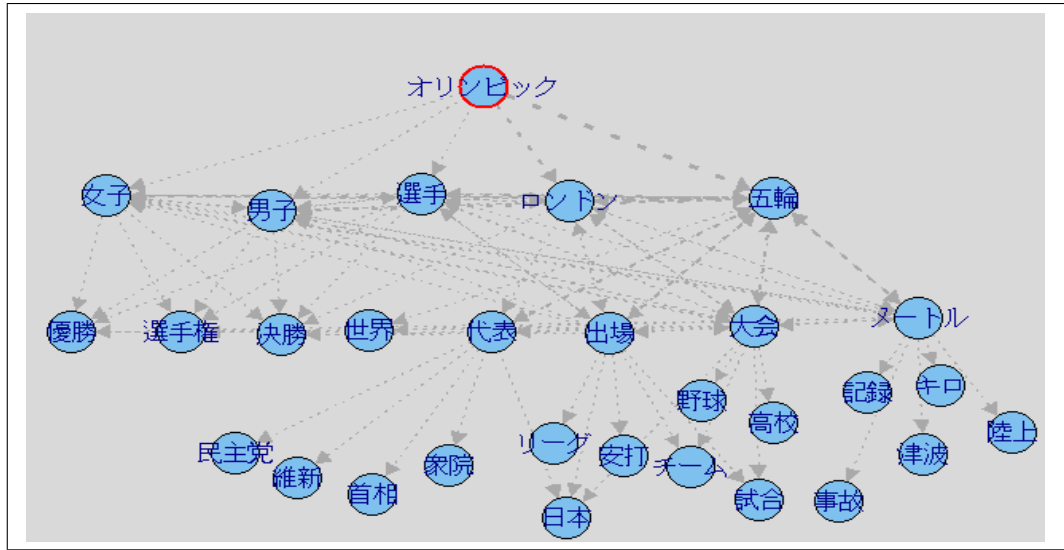 オリンピック
女子
男子
選手
ロンドン
五輪
優勝
選手権
決勝
世界
代表
出場
大会
メートル
野球
高校
記録
キロ
陸上
民主党
維新
首相
衆院
リーグ
安打
チーム
津波
日本
試合
事故